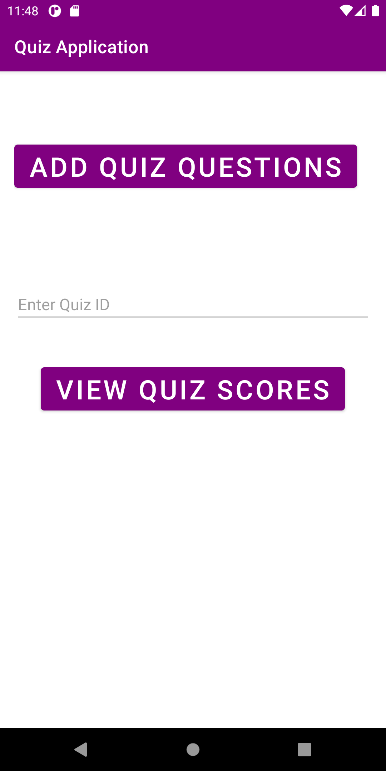 11:48
Quiz Application
ADD QUIZ QUESTIONS
Enter Quiz ID
VIEW QUIZ SCORES